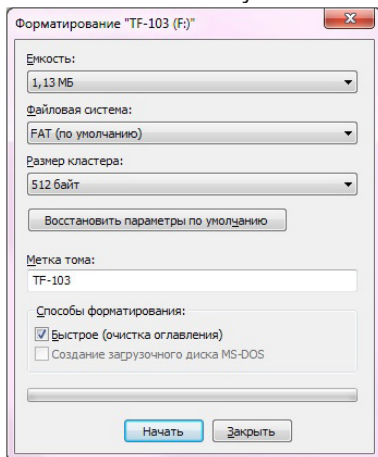 Форматирование "TF-103 (F:)"
Емкость:
1,13 МБ
Файловая система:
FAT (по умолчанию)
Размер кластера:
512 байт
Восстановить параметры по умолчанию
Метка тома:
TF-103
Способы форматирования:
Быстрое (очистка оглавления)
Создание загрузочного диска MS-DOS
Начать
Закрыть